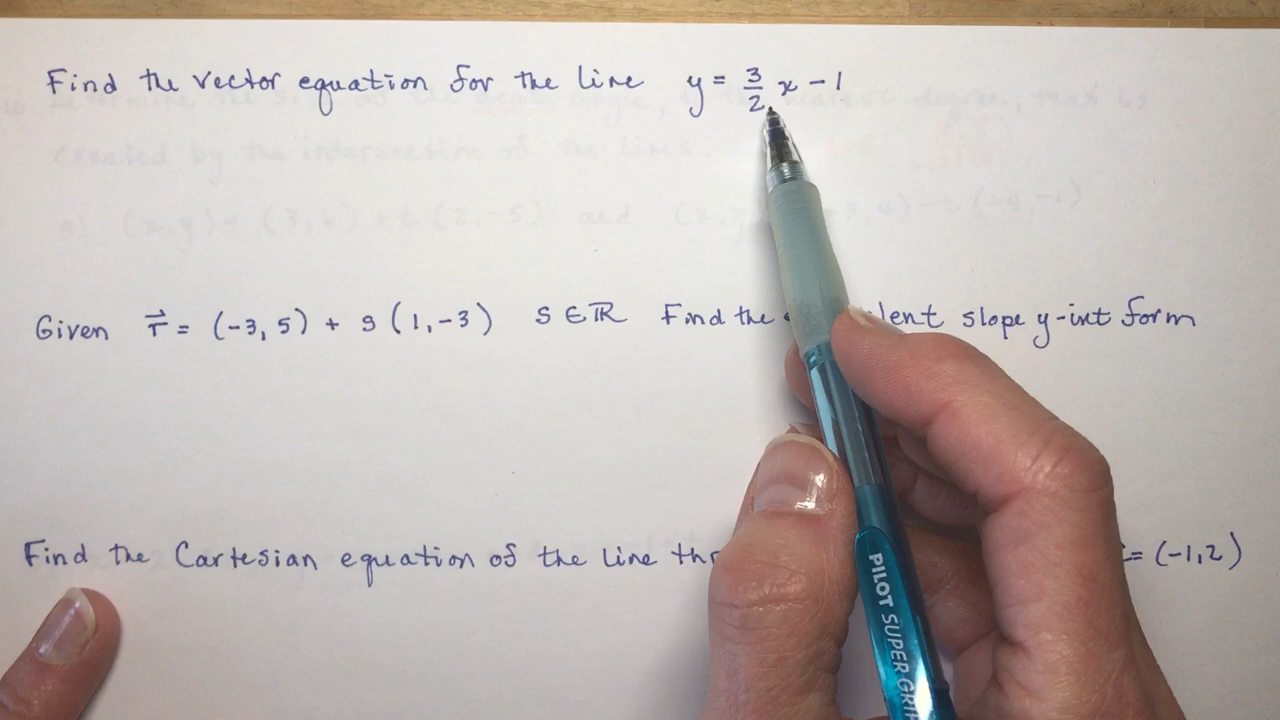 Find the vector equation for the line y = 3/2 x - 1
Given r⃗ = (-3, 5) + s (1, -3) s ∈ ℝ Find the slope y-int form
Find the Cartesian equation of the line = (-1, 2)
PILOT SUPER GRIP